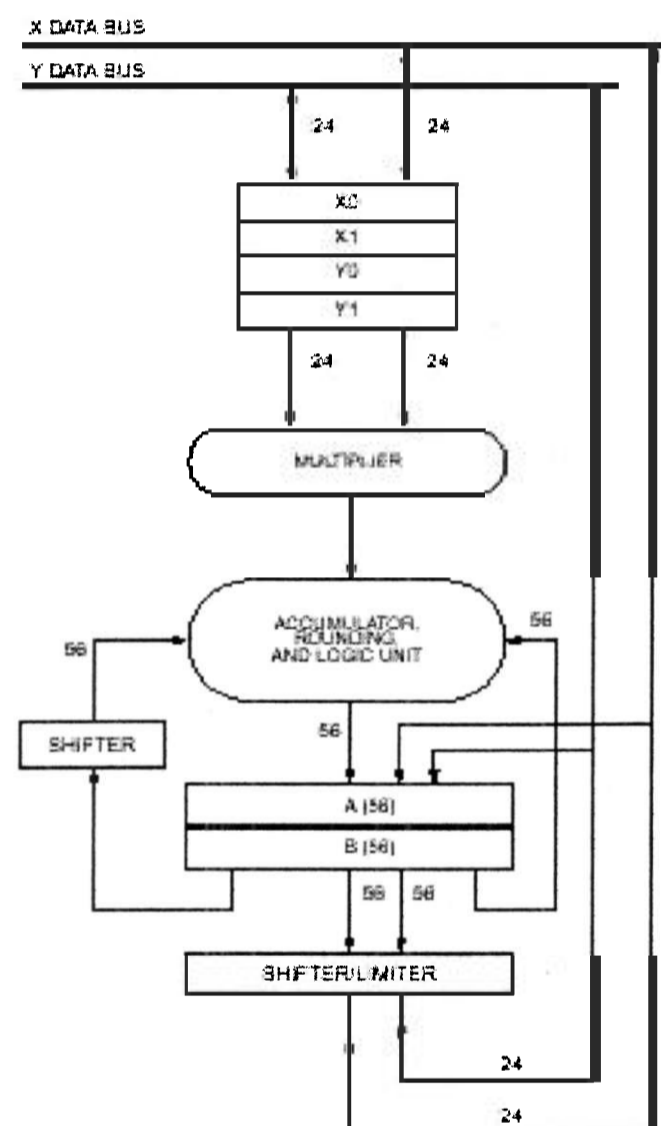 X DATA BUS
Y DATA BUS
24
24
X0
X1
Y0
Y1
24
24
MULTIPLIER
ACCUMULATOR,
ROUNDING,
AND LOGIC UNIT
56
56
56
SHIFTER
A (56)
B (56)
56
56
SHIFTER/LIMITER
24
24